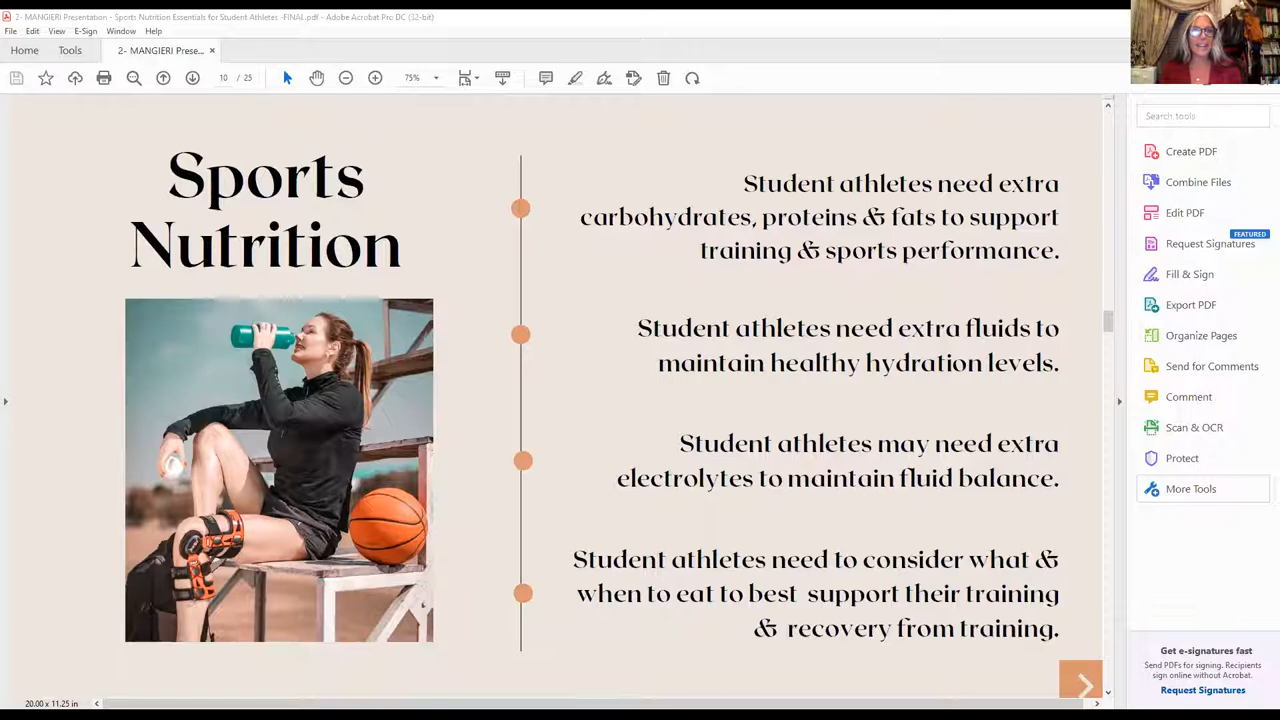 2- MANGIERI Presentation - Sports Nutrition Essentials for Student Athletes -FINAL.pdf - Adobe Acrobat Pro DC (32-bit)
File Edit View E-Sign Window Help
Home Tools 2- MANGIERI Prese... ×
10 / 25 75%
Sports
Nutrition
Student athletes need extra
carbohydrates, proteins & fats to support
training & sports performance.
Student athletes need extra fluids to
maintain healthy hydration levels.
Student athletes may need extra
electrolytes to maintain fluid balance.
Student athletes need to consider what &
when to eat to best support their training
& recovery from training.
Search tools
Create PDF
Combine Files
Edit PDF
FEATURED
Request Signatures
Fill & Sign
Export PDF
Organize Pages
Send for Comments
Comment
Scan & OCR
Protect
More Tools
Get e-signatures fast
Send PDFs for signing. Recipients
sign online without Acrobat.
Request Signatures
20.00 x 11.25 in